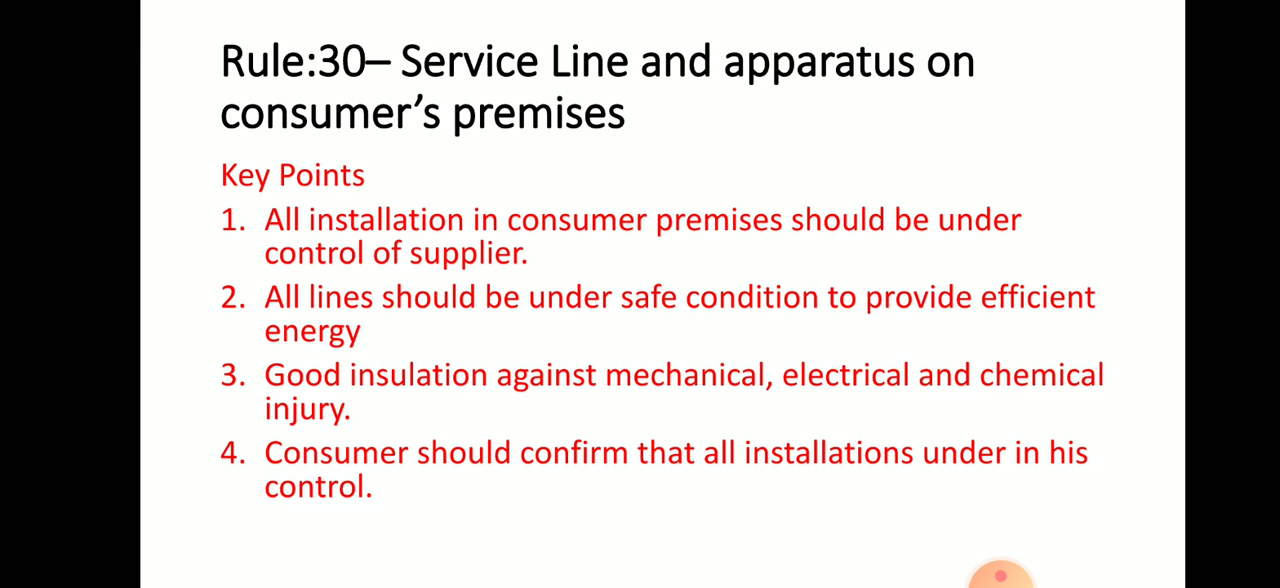 Rule:30– Service Line and apparatus on
consumer’s premises
Key Points
1. All installation in consumer premises should be under
control of supplier.
2. All lines should be under safe condition to provide efficient
energy
3. Good insulation against mechanical, electrical and chemical
injury.
4. Consumer should confirm that all installations under in his
control.